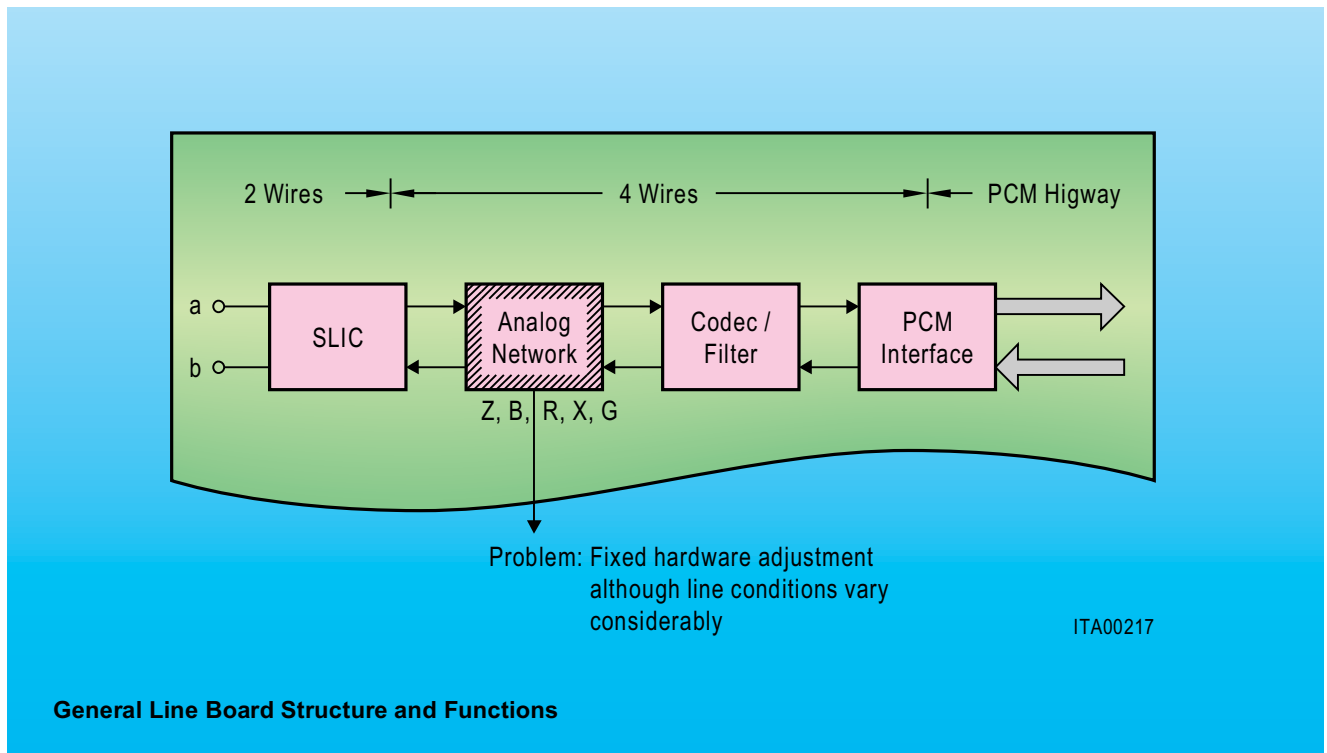 2 Wires
4 Wires
PCM Higway
a
b
SLIC
Analog
Network
Codec /
Filter
PCM
Interface
Z, B, R, X, G
Problem: Fixed hardware adjustment
although line conditions vary
considerably
ITA00217
General Line Board Structure and Functions